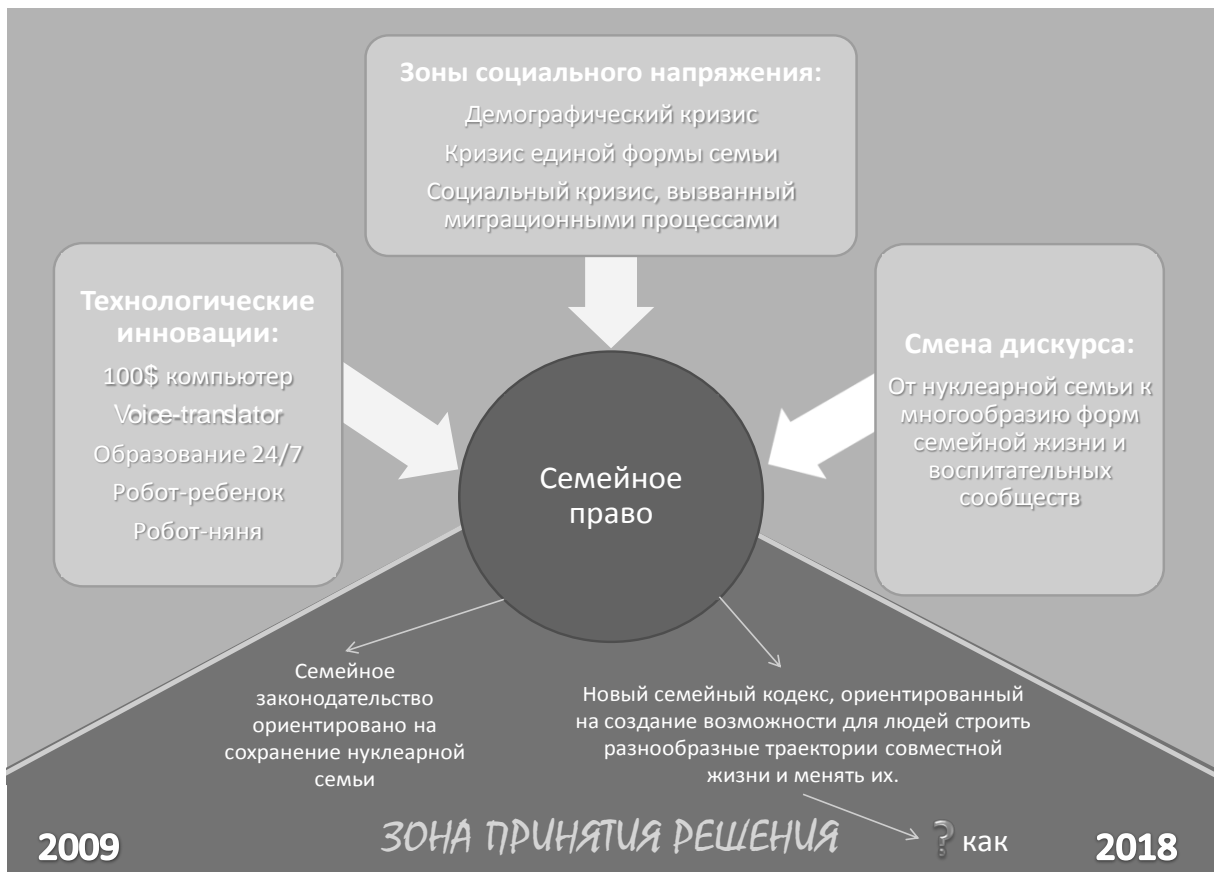 Зоны социального напряжения:
Демографический кризис
Кризис единой формы семьи
Социальный кризис, вызванный
миграционными процессами
Технологические
инновации:
100$ компьютер
Voice-translator
Образование 24/7
Робот-ребенок
Робот-няня
Смена дискурса:
От нуклеарной семьи к
многообразию форм
семейной жизни и
воспитательных
сообществ
Семейное
право
Семейное
законодательство
ориентировано на
сохранение нуклеарной
семьи
Новый семейный кодекс, ориентированный
на создание возможности для людей строить
разнообразные траектории совместной
жизни и менять их.
2009
ЗОНА ПРИНЯТИЯ РЕШЕНИЯ
? как
2018